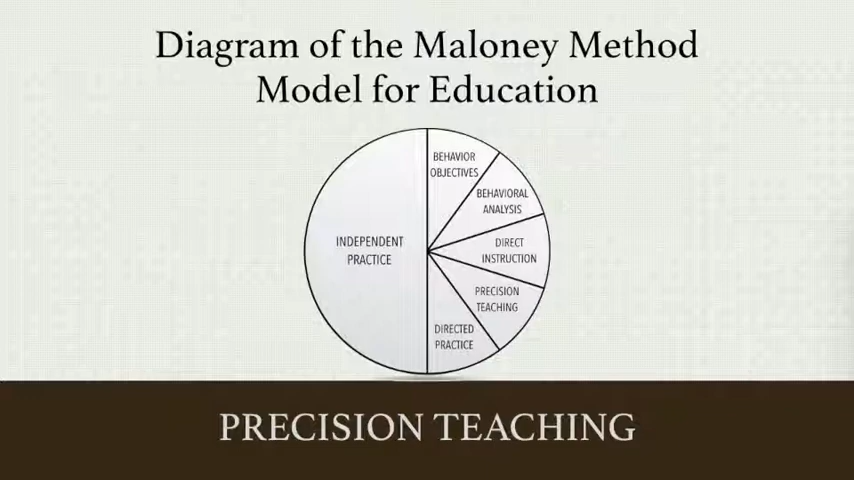 Diagram of the Maloney Method
Model for Education
BEHAVIOR
OBJECTIVES
BEHAVIORAL
ANALYSIS
INDEPENDENT
PRACTICE
DIRECT
INSTRUCTION
PRECISION
TEACHING
DIRECTED
PRACTICE
PRECISION TEACHING